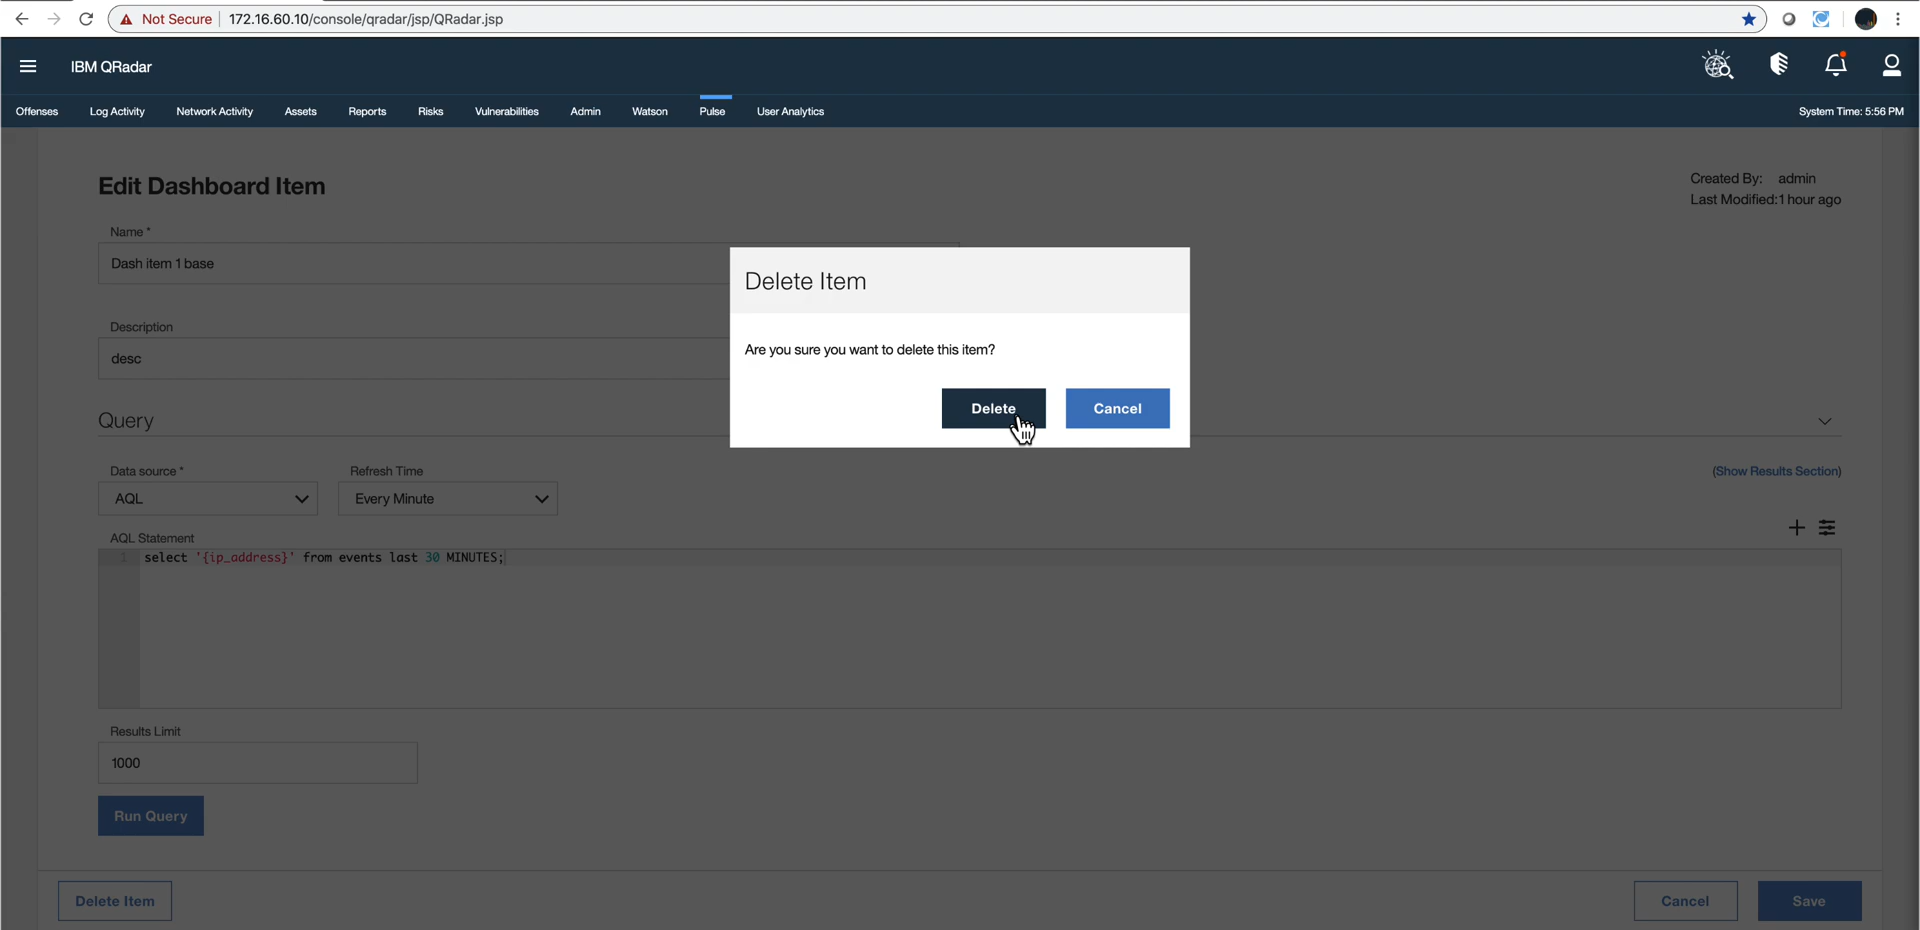 Not Secure 172.16.60.10/console/qradar/jsp/QRadar.jsp
IBM QRadar
Offenses Log Activity Network Activity Assets Reports Risks Vulnerabilities Admin Watson Pulse User Analytics System Time: 5:56 PM
Edit Dashboard Item
Created By: admin
Last Modified:1 hour ago
Name *
Dash item 1 base
Delete Item
Description
desc
Are you sure you want to delete this item?
Delete Cancel
Query
Data source * Refresh Time (Show Results Section)
AQL Every Minute
AQL Statement
1 select '{ip_address}' from events last 30 MINUTES;
Results Limit
1000
Run Query
Delete Item Cancel Save